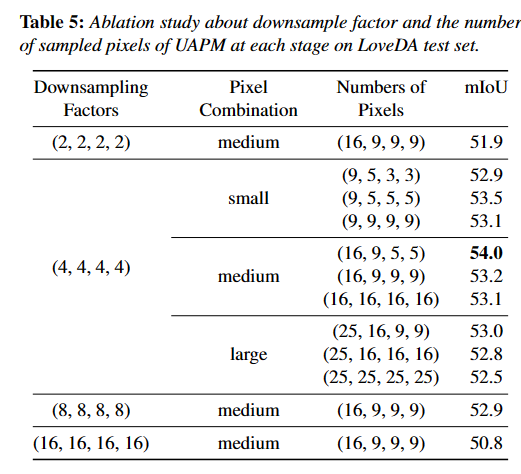 Table 5: Ablation study about downsample factor and the number
of sampled pixels of UAPM at each stage on LoveDA test set.
Downsampling Factors Pixel Combination Numbers of Pixels mIoU
(2, 2, 2, 2) medium (16, 9, 9, 9) 51.9
(4, 4, 4, 4) small (9, 5, 3, 3) 52.9
(9, 5, 5, 5) 53.5
(9, 9, 9, 9) 53.1
medium (16, 9, 5, 5) 54.0
(16, 9, 9, 9) 53.2
(16, 16, 16, 16) 53.1
large (25, 16, 9, 9) 53.0
(25, 16, 16, 16) 52.8
(25, 25, 25, 25) 52.5
(8, 8, 8, 8) medium (16, 9, 9, 9) 52.9
(16, 16, 16, 16) medium (16, 9, 9, 9) 50.8